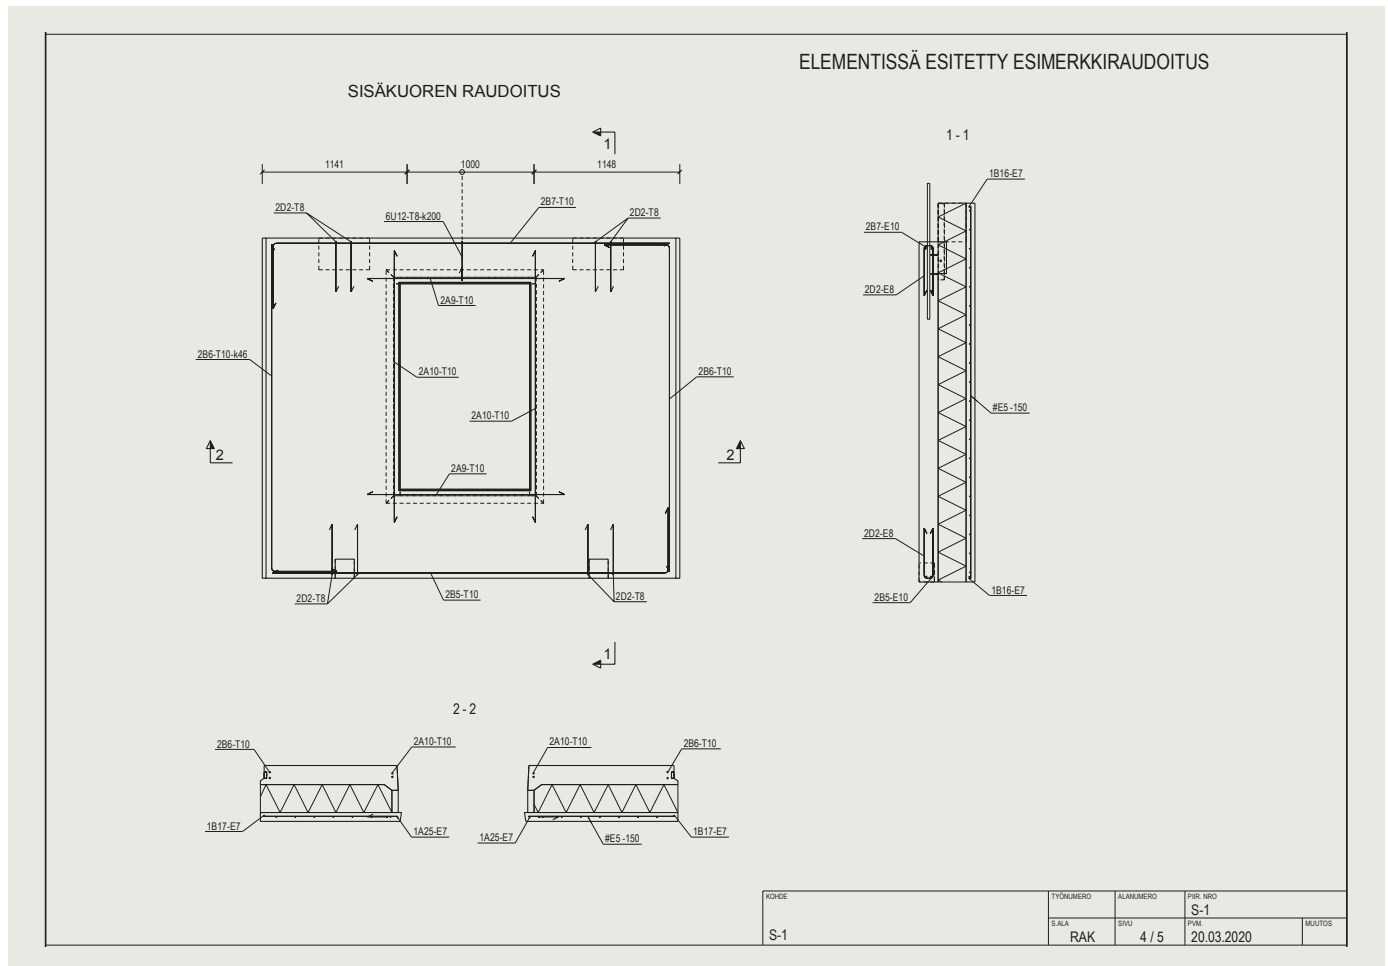 ELEMENTISSÄ ESITETTY ESIMERKKIRAUDOITUS
SISÄKUOREN RAUDOITUS
1
1141
1000
1148
2D2-T8
6U12-T8-k200
2B7-T10
2D2-T8
2A9-T10
2B6-T10-k46
2A10-T10
2B6-T10
2A10-T10
2
2
2A9-T10
2D2-T8
2B5-T10
2D2-T8
1
1 - 1
1B16-E7
2B7-E10
2D2-E8
#E5 -150
2D2-E8
2B5-E10
1B16-E7
2 - 2
2B6-T10
2A10-T10
1B17-E7
1A25-E7
2A10-T10
2B6-T10
1A25-E7
#E5 -150
1B17-E7
KOHDE
S-1
TYÖNUMERO
ALANUMERO
PIIR. NRO
S-1
S.ALA
RAK
SIVU
4 / 5
PVM.
20.03.2020
MUUTOS